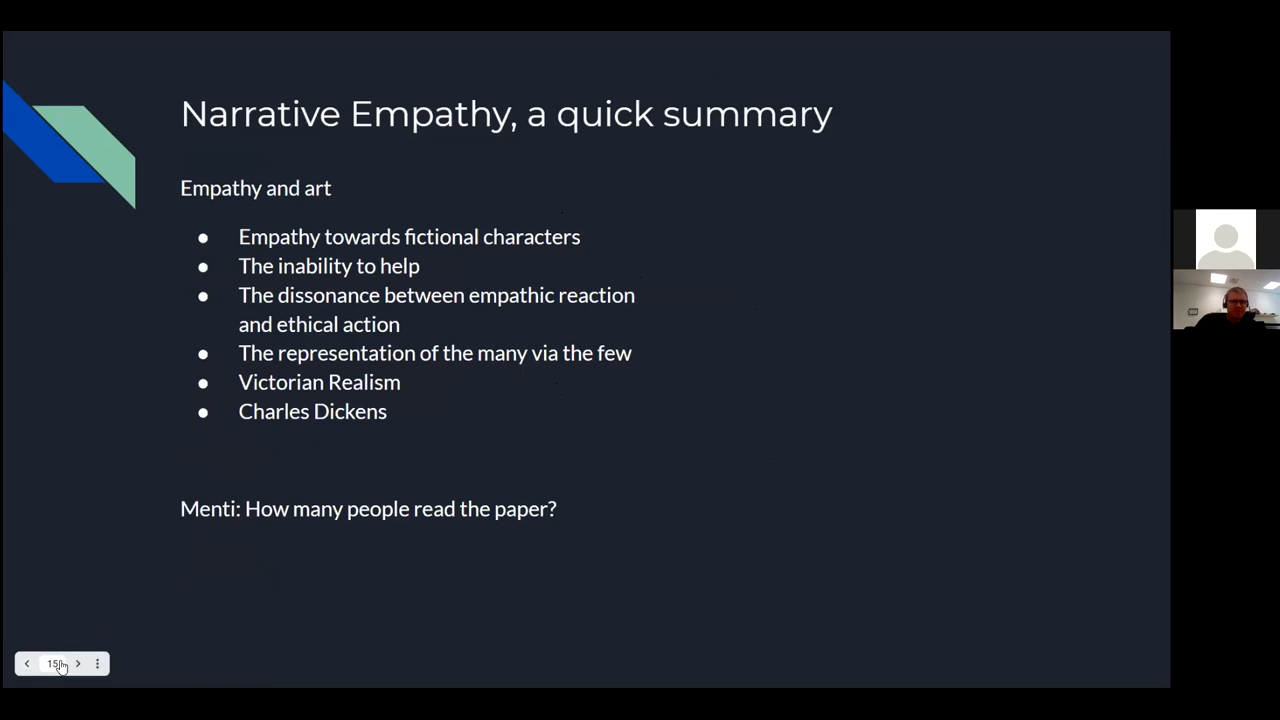 Narrative Empathy, a quick summary
Empathy and art
● Empathy towards fictional characters
● The inability to help
● The dissonance between empathic reaction
and ethical action
● The representation of the many via the few
● Victorian Realism
● Charles Dickens
Menti: How many people read the paper?